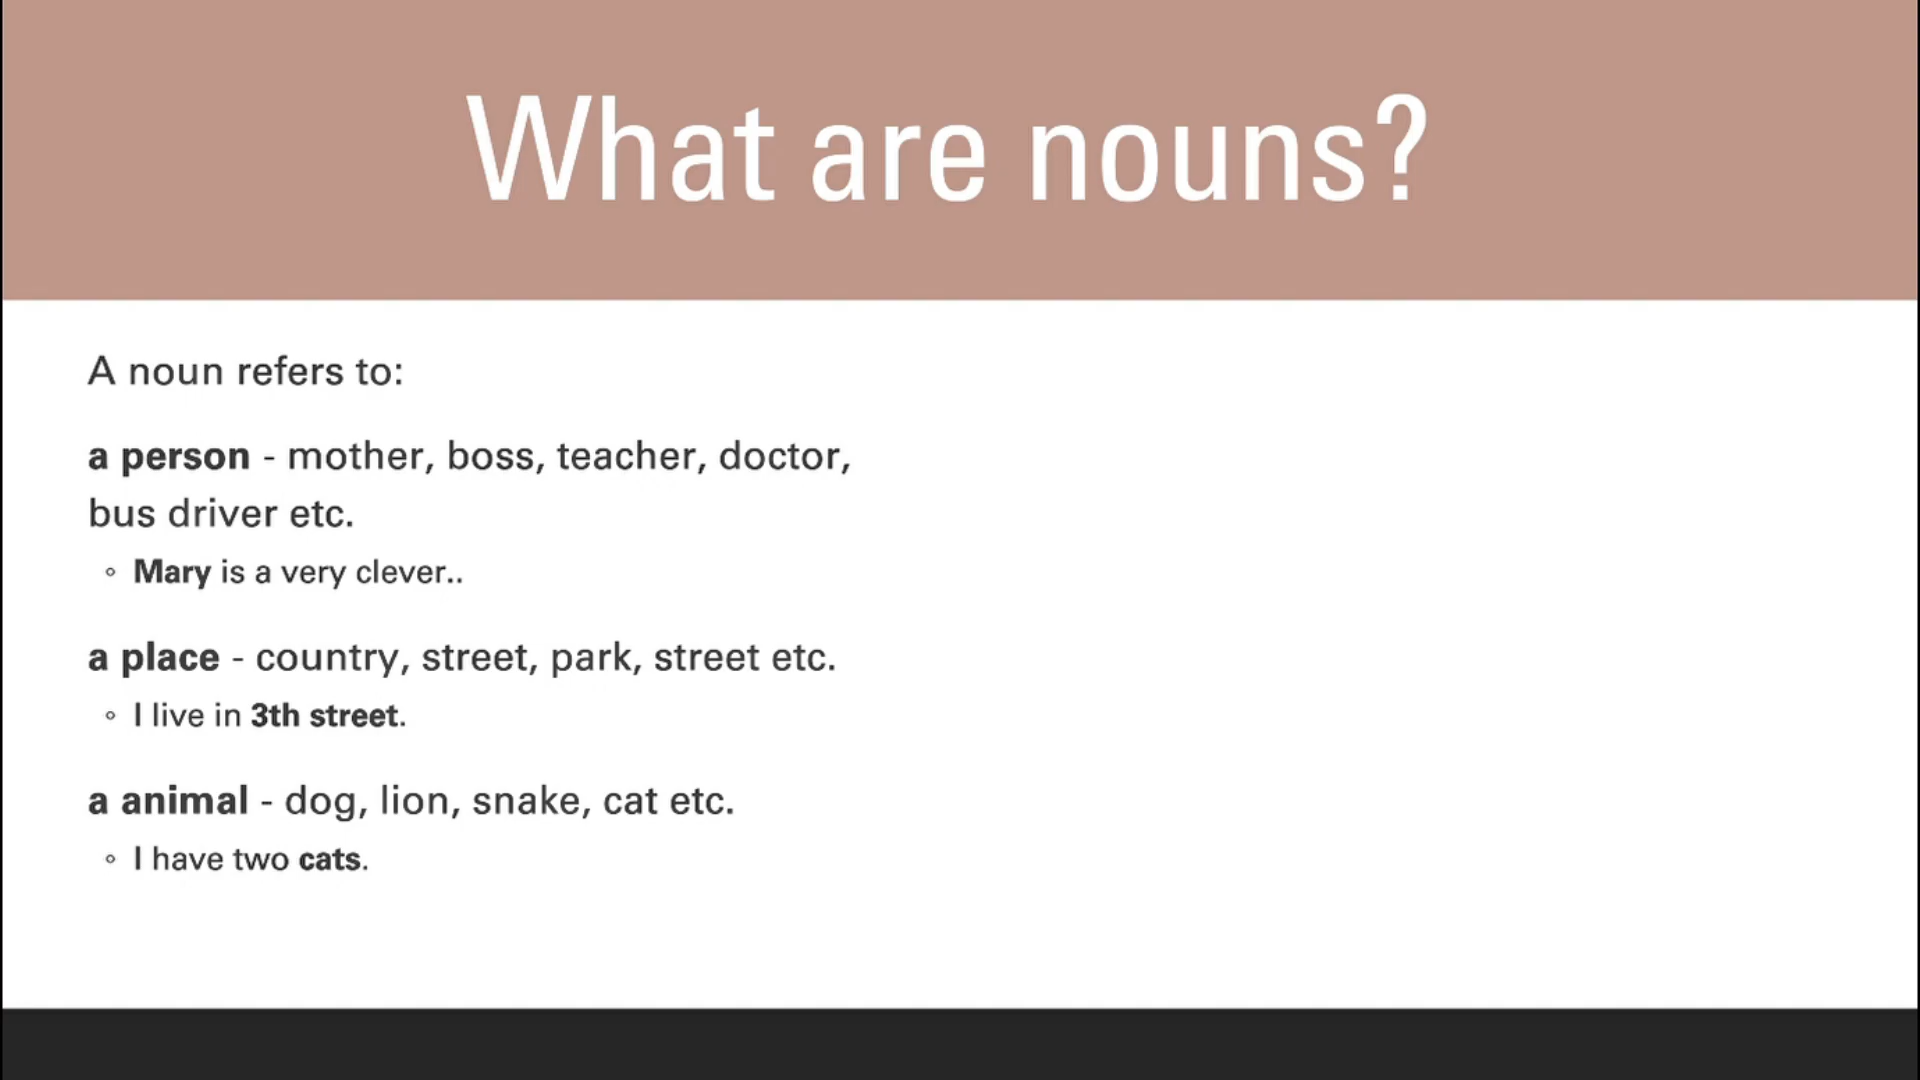 What are nouns?
A noun refers to:
a person - mother, boss, teacher, doctor,
bus driver etc.
◦ Mary is a very clever..
a place - country, street, park, street etc.
◦ I live in 3th street.
a animal - dog, lion, snake, cat etc.
◦ I have two cats.